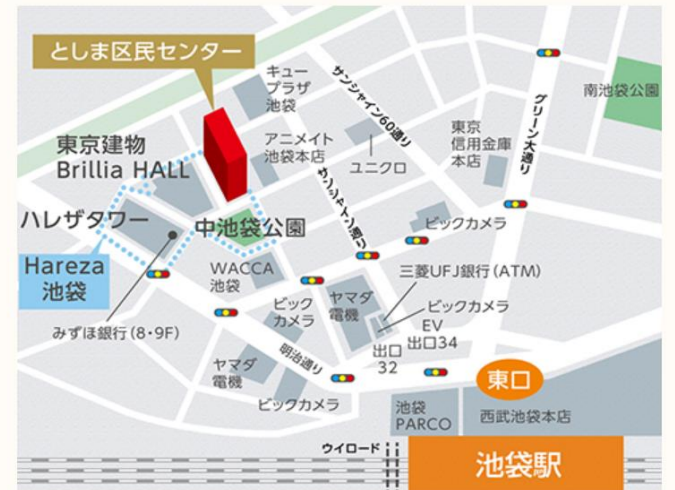 としま区民センター
キュー
プラザ
池袋
サンシャイン60通り
グリーン大通り
南池袋公園
東京建物
Brillia HALL
アニメイト
池袋本店
ユニクロ
東京
信用金庫
本店
サンシャイン通り
ハレザタワー
中池袋公園
ビックカメラ
Hareza
池袋
WACCA
池袋
三菱UFJ銀行(ATM)
ビック
カメラ
ヤマダ
電機
ビックカメラ
EV
出口34
みずほ銀行(8・9F)
出口
32
明治通り
ヤマダ
電機
ビックカメラ
東口
池袋
PARCO
西武池袋本店
ウイロード
池袋駅